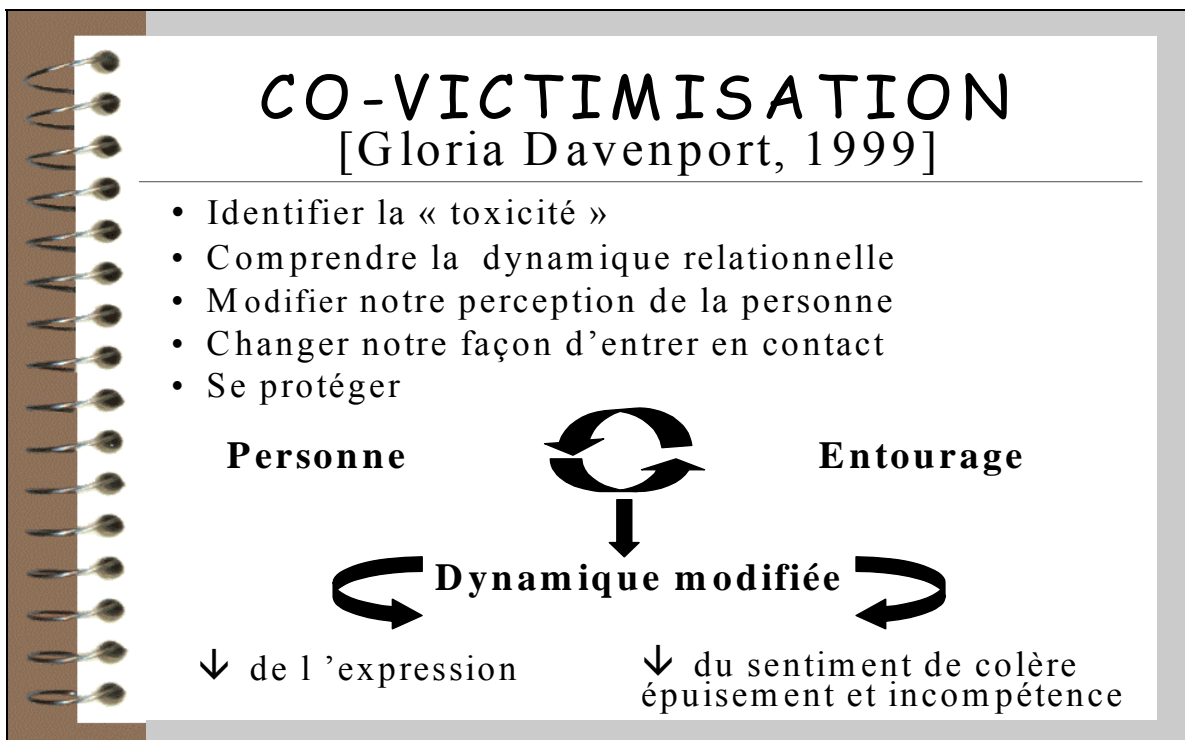 CO-VICTIMISATION
[Gloria Davenport, 1999]
• Identifier la « toxicité »
• Comprendre la dynamique relationnelle
• Modifier notre perception de la personne
• Changer notre façon d’entrer en contact
• Se protéger
Personne Entourage
Dynamique modifiée
↓ de l ’expression
↓ du sentiment de colère
épuisement et incompétence